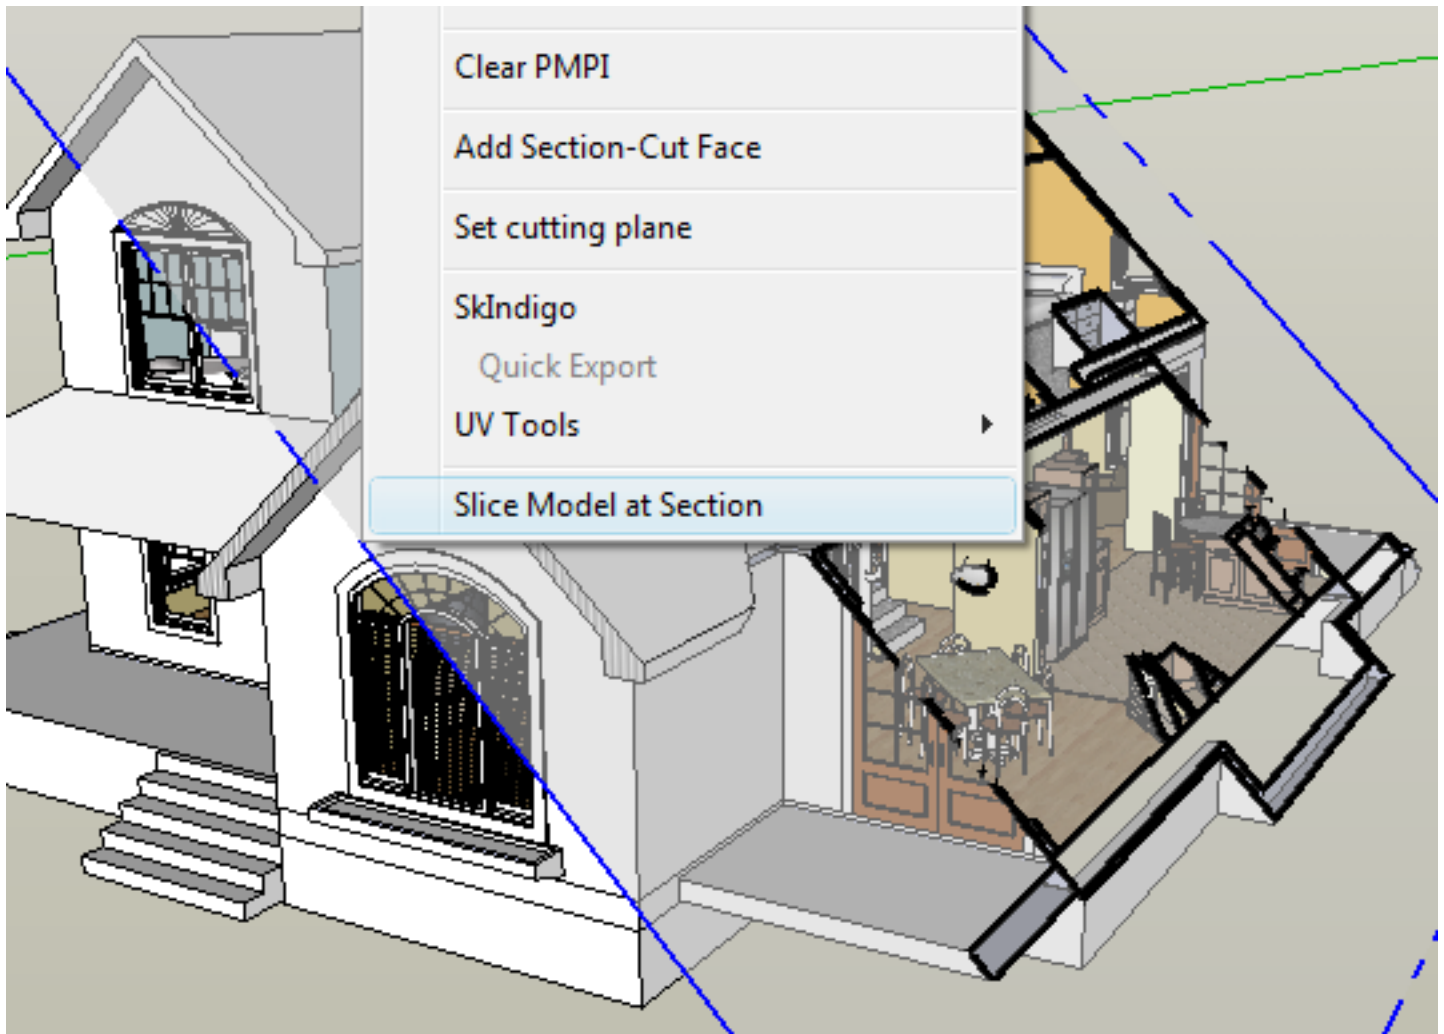 Clear PMPI
Add Section-Cut Face
Set cutting plane
SkIndigo
Quick Export
UV Tools
Slice Model at Section